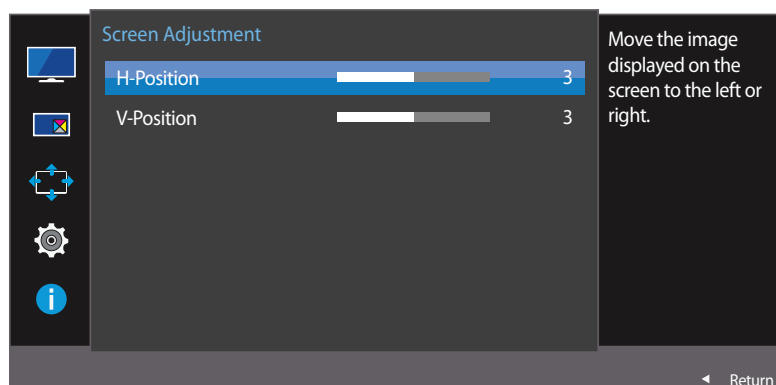 Screen Adjustment
H-Position 3
V-Position 3
Move the image
displayed on the
screen to the left or
right.
Return